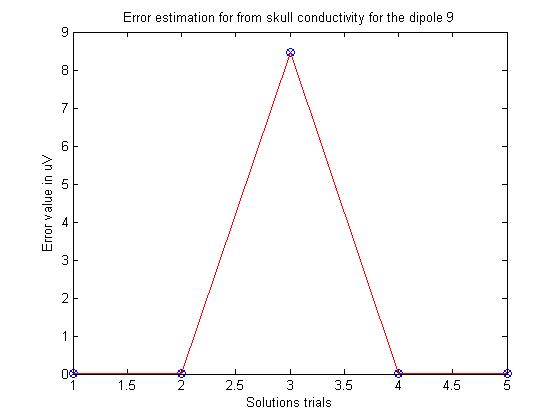 Error estimation for from skull conductivity for the dipole 9
9
8
7
6
5
4
3
2
1
0
Error value in uV
1 1.5 2 2.5 3 3.5 4 4.5 5
Solutions trials